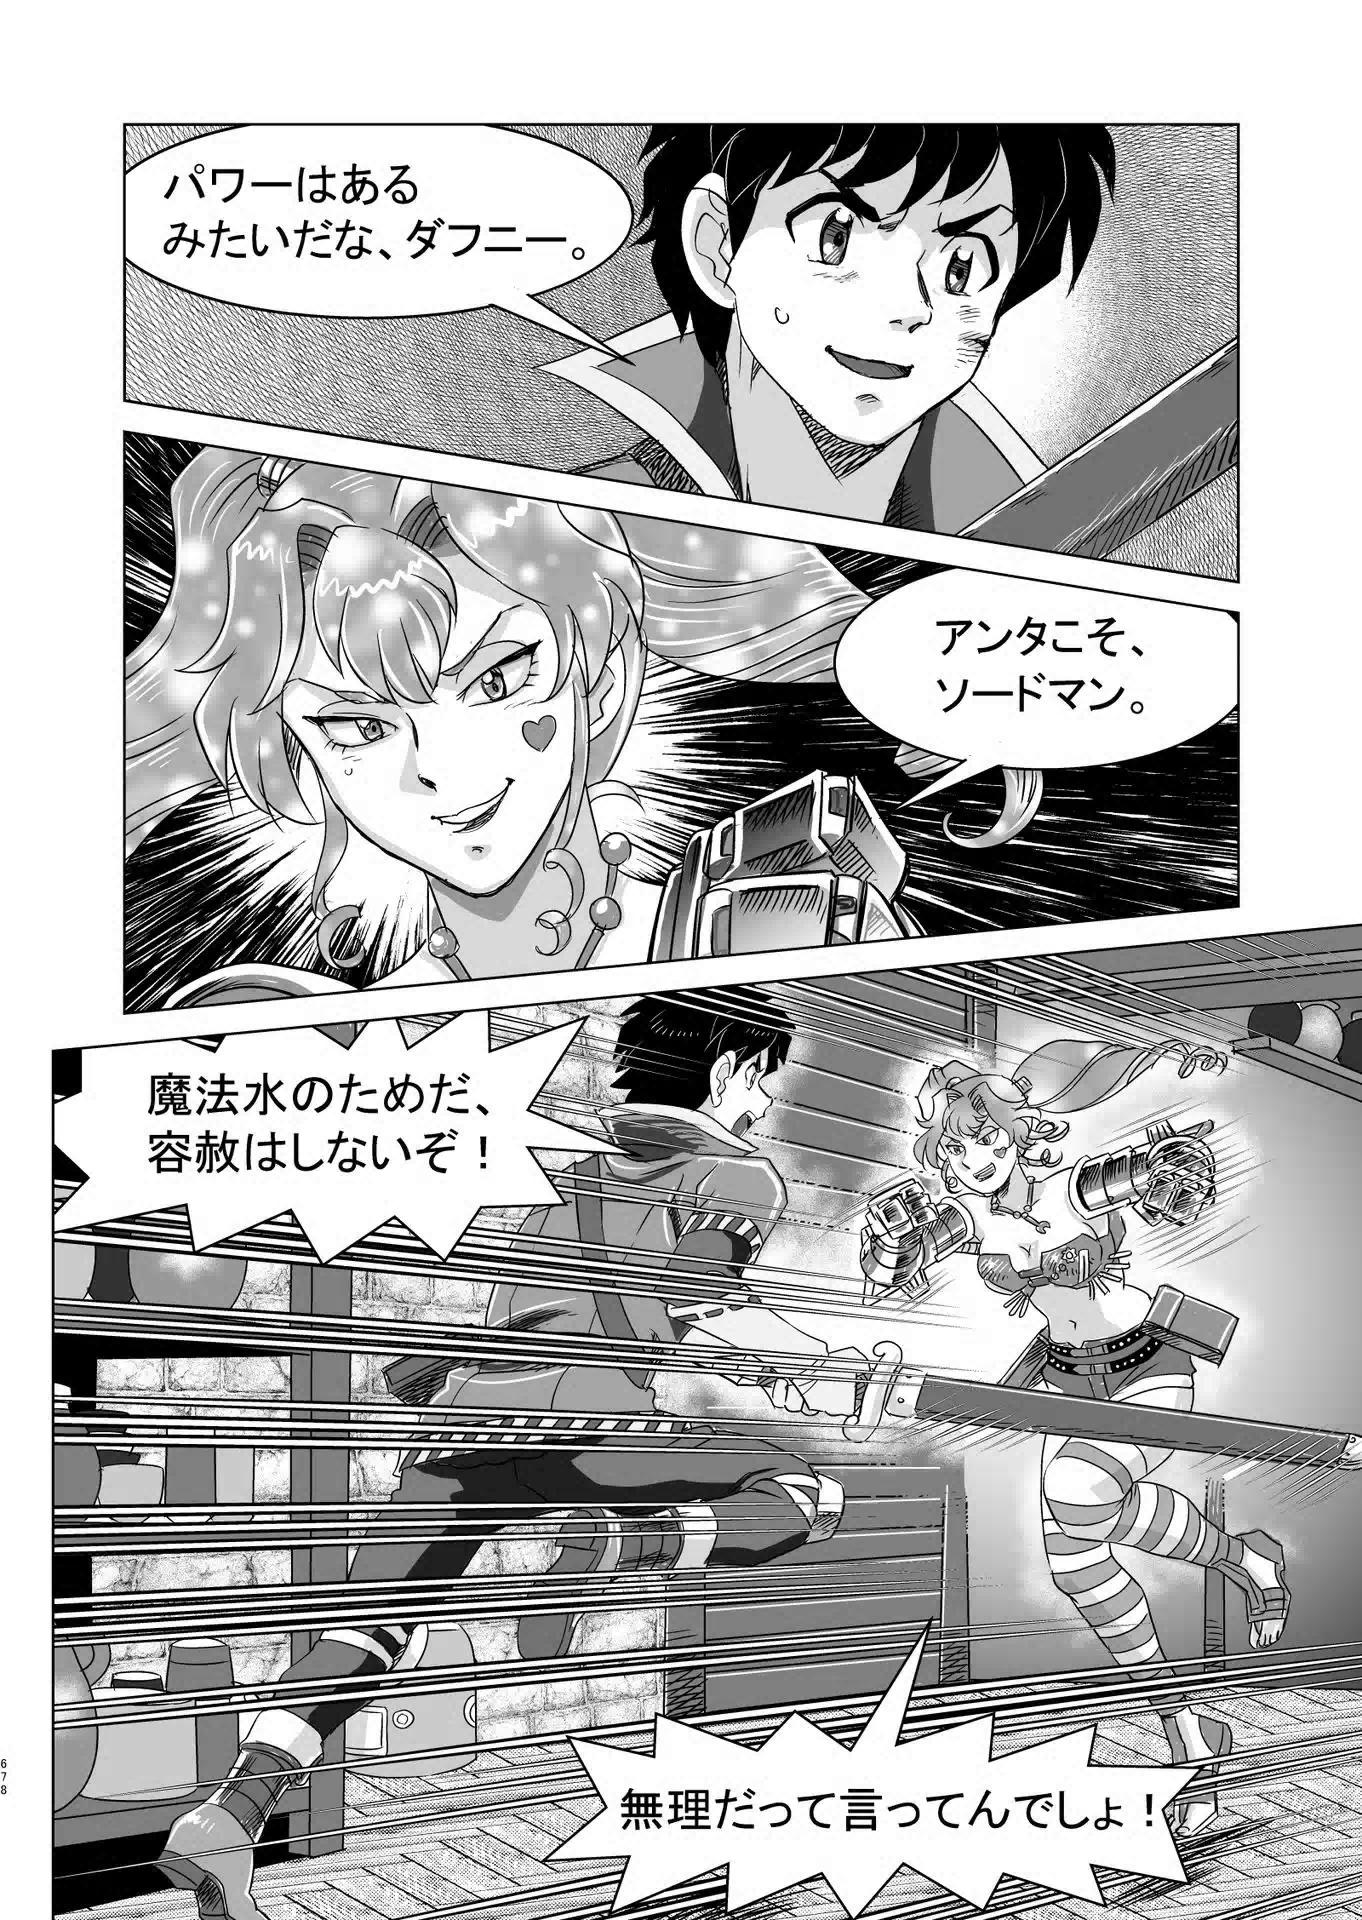 パワーはある
みたいだな、ダフニー。
アンタこそ、
ソードマン。
魔法水のためだ、
容赦はしないぞ！
無理だって言ってんでしょ！
678